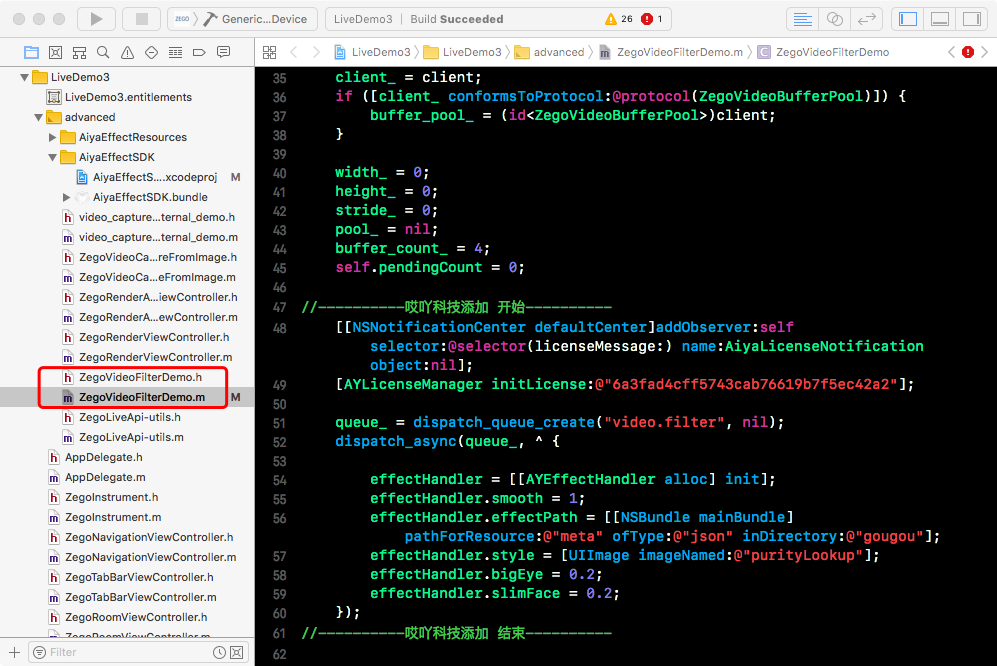 ZEGO Generic...Device LiveDemo3 Build Succeeded 26 1
LiveDemo3 LiveDemo3 advanced ZegoVideoFilterDemo.m ZegoVideoFilterDemo
LiveDemo3
LiveDemo3.entitlements
advanced
AiyaEffectResources
AiyaEffectSDK
AiyaEffectS....xcodeproj M
AiyaEffectSDK.bundle
video_capture...ternal_demo.h
video_capture...ternal_demo.m
ZegoVideoCa...reFromImage.h
ZegoVideoCa...reFromImage.m
ZegoRenderA...iewController.h
ZegoRenderA...ewController.m
ZegoRenderViewController.h
ZegoRenderViewController.m
ZegoVideoFilterDemo.h
ZegoVideoFilterDemo.m M
ZegoLiveApi-utils.h
ZegoLiveApi-utils.m
AppDelegate.h
AppDelegate.m
ZegoInstrument.h
ZegoInstrument.m
ZegoNavigationViewController.h
ZegoNavigationViewController.m
ZegoTabBarViewController.h
ZegoTabBarViewController.m
ZegoRoomViewController.h
ZegoRoomViewController.m
Filter
35 client_ = client;
36 if ([client_ conformsToProtocol:@protocol(ZegoVideoBufferPool)]) {
37 buffer_pool_ = (id<ZegoVideoBufferPool>)client;
38 }
39
40 width_ = 0;
41 height_ = 0;
42 stride_ = 0;
43 pool_ = nil;
44 buffer_count_ = 4;
45 self.pendingCount = 0;
46
47 //----------哎吖科技添加 开始----------
48 [[NSNotificationCenter defaultCenter]addObserver:self
selector:@selector(licenseMessage:) name:AiyaLicenseNotification
object:nil];
49 [AYLicenseManager initLicense:@"6a3fad4cff5743cab76619b7f5ec42a2"];
50
51 queue_ = dispatch_queue_create("video.filter", nil);
52 dispatch_async(queue_, ^ {
53
54 effectHandler = [[AYEffectHandler alloc] init];
55 effectHandler.smooth = 1;
56 effectHandler.effectPath = [[NSBundle mainBundle]
pathForResource:@"meta" ofType:@"json" inDirectory:@"gougou"];
57 effectHandler.style = [UIImage imageNamed:@"purityLookup"];
58 effectHandler.bigEye = 0.2;
59 effectHandler.slimFace = 0.2;
60 });
61 //----------哎吖科技添加 结束----------
62